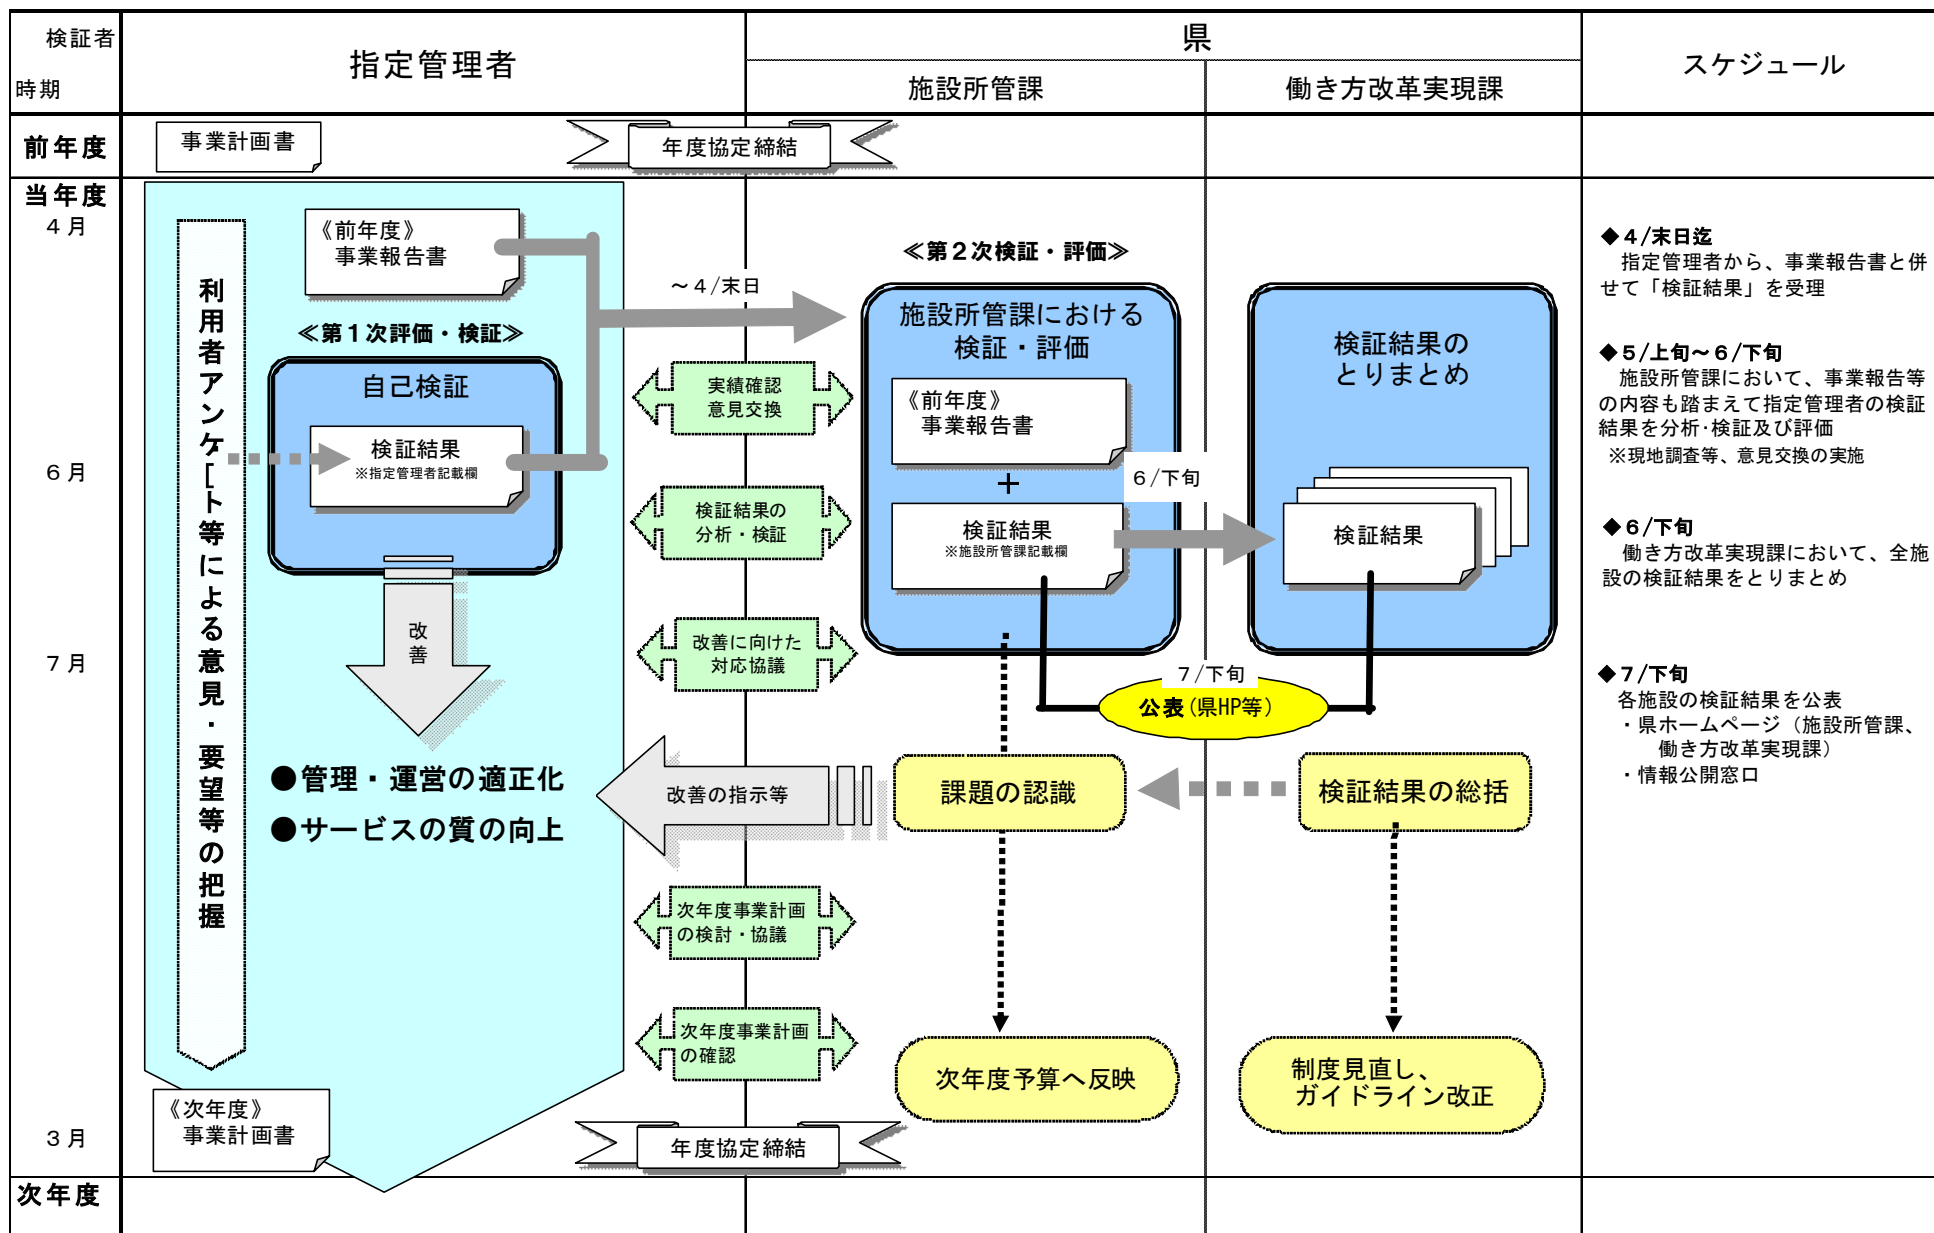 検証者
時期
指定管理者
県
施設所管課
働き方改革実現課
スケジュール
前年度
事業計画書
年度協定締結
当年度
4月
6月
7月
3月
次年度
利用者アンケート等による意見・要望等の把握
《前年度》
事業報告書
≪第1次評価・検証≫
自己検証
検証結果
※指定管理者記載欄
改善
●管理・運営の適正化
●サービスの質の向上
《次年度》
事業計画書
～4/末日
実績確認
意見交換
検証結果の
分析・検証
改善に向けた
対応協議
改善の指示等
次年度事業計画
の検討・協議
次年度事業計画
の確認
年度協定締結
≪第2次検証・評価≫
施設所管課における
検証・評価
《前年度》
事業報告書
＋
検証結果
※施設所管課記載欄
6/下旬
検証結果の
とりまとめ
検証結果
7/下旬
公表(県HP等)
課題の認識
検証結果の総括
次年度予算へ反映
制度見直し、
ガイドライン改正
◆4/末日迄
指定管理者から、事業報告書と併
せて「検証結果」を受理
◆5/上旬～6/下旬
施設所管課において、事業報告等
の内容も踏まえて指定管理者の検証
結果を分析・検証及び評価
※現地調査等、意見交換の実施
◆6/下旬
働き方改革実現課において、全施
設の検証結果をとりまとめ
◆7/下旬
各施設の検証結果を公表
・県ホームページ（施設所管課、
働き方改革実現課）
・情報公開窓口